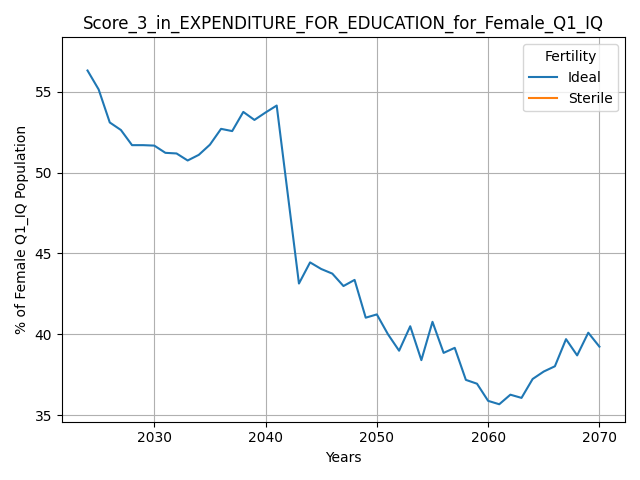 Score_3_in_EXPENDITURE_FOR_EDUCATION_for_Female_Q1_IQ
Fertility
Ideal
Sterile
% of Female Q1_IQ Population
55
50
45
40
35
2030
2040
2050
2060
2070
Years